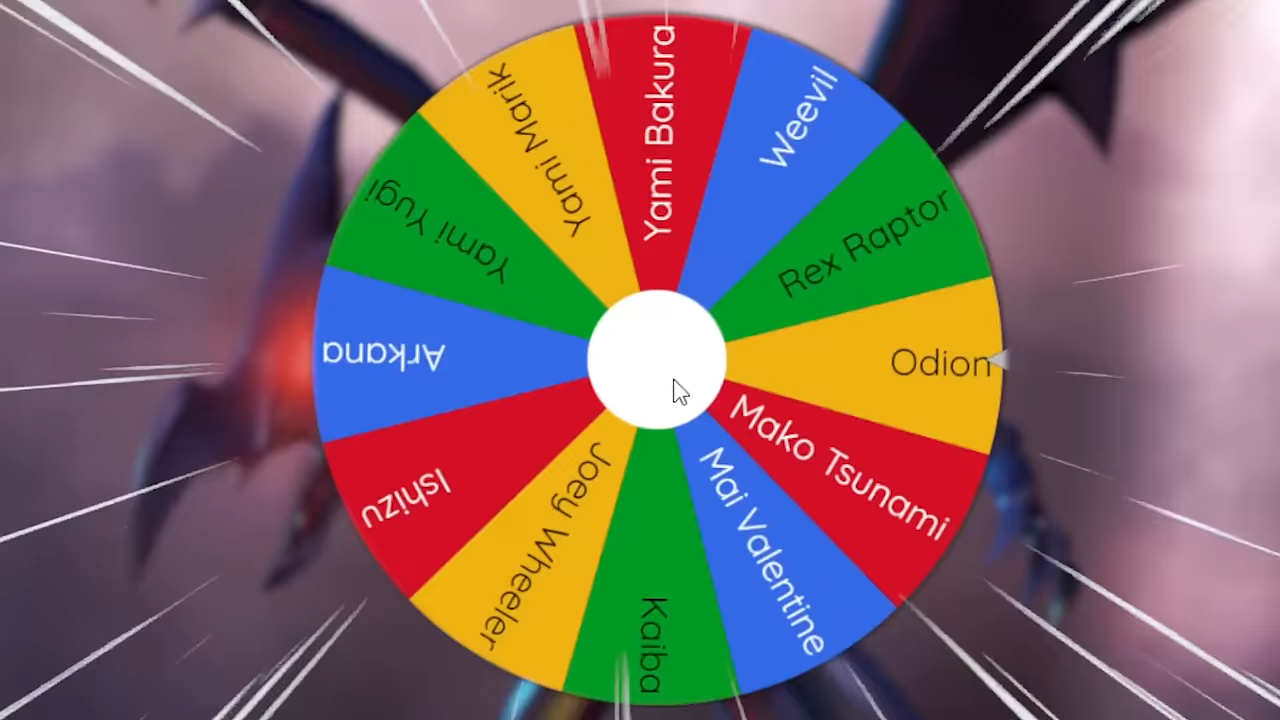 Yami Bakura
Weevil
Rex Raptor
Odion
Mako Tsunami
Mai Valentine
Kaiba
Joey Wheeler
Ishizu
Arkana
Yami Yugi
Yami Marik